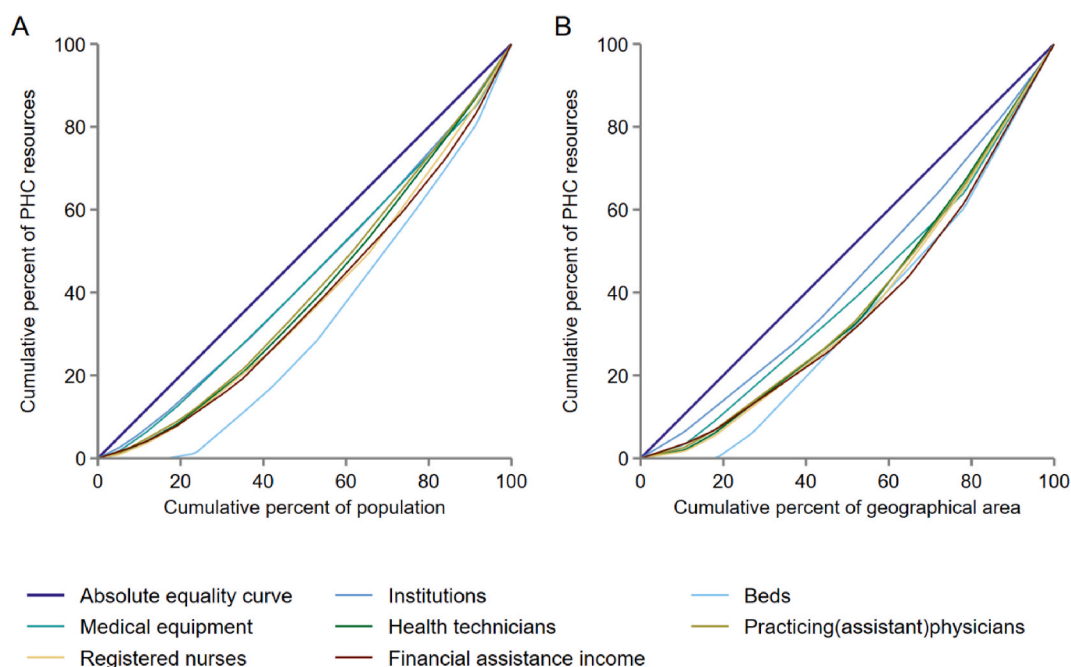 A
B
Cumulative percent of PHC resources
100
80
60
40
20
0
0 20 40 60 80 100
Cumulative percent of population
Cumulative percent of PHC resources
100
80
60
40
20
0
0 20 40 60 80 100
Cumulative percent of geographical area
Absolute equality curve Institutions Beds
Medical equipment Health technicians Practicing(assistant)physicians
Registered nurses Financial assistance income